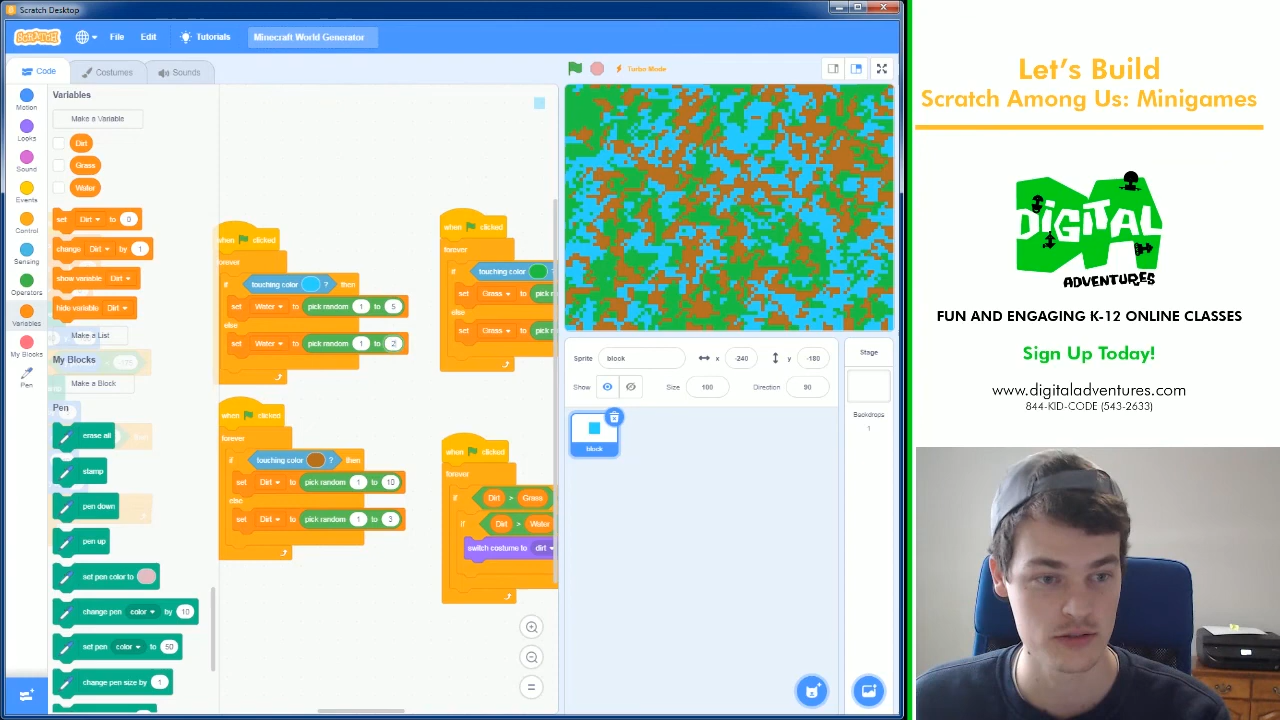 Scratch Desktop
SCRATCH
File
Edit
Tutorials
Minecraft World Generator
Code
Costumes
Sounds
Turbo Mode
Motion
Looks
Sound
Events
Control
Sensing
Operators
Variables
My Blocks
Pen
Variables
Make a Variable
Dirt
Grass
Water
set Dirt to 0
change Dirt by 1
show variable Dirt
hide variable Dirt
Make a List
My Blocks
Make a Block
Pen
erase all
stamp
pen down
pen up
set pen color to
change pen color by 10
set pen color to 50
change pen size by 1
when clicked
forever
if touching color ? then
set Water to pick random 1 to 5
else
set Water to pick random 1 to 2
when clicked
forever
if touching color ? then
set Dirt to pick random 1 to 10
else
set Dirt to pick random 1 to 3
when clicked
forever
if touching color ?
set Grass to
else
set Grass to
when clicked
forever
if Dirt > Grass
if Dirt > Water
switch costume to dirt
Sprite block x -240 y -180
Show Size 100 Direction 90
block
Stage
Backdrops
1
Let's Build
Scratch Among Us: Minigames
DIGITAL
ADVENTURES
FUN AND ENGAGING K-12 ONLINE CLASSES
Sign Up Today!
www.digitaladventures.com
844-KID-CODE (543-2633)